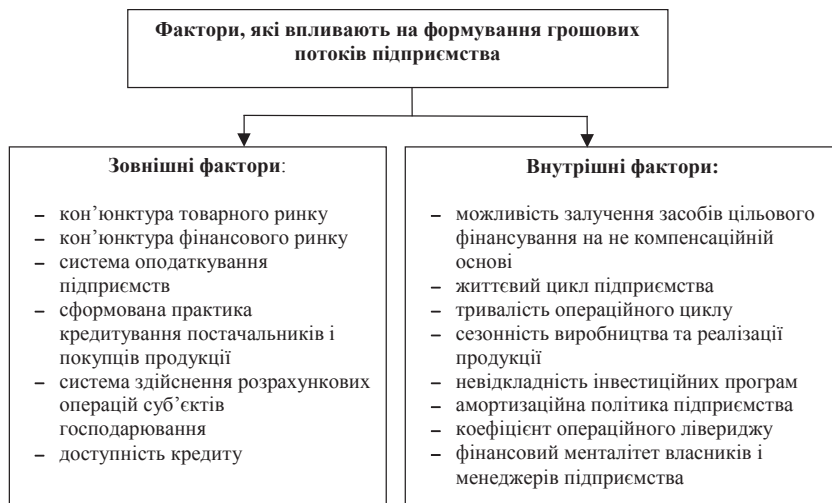 Фактори, які впливають на формування грошових
потоків підприємства
Зовнішні фактори:
– кон’юнктура товарного ринку
– кон’юнктура фінансового ринку
– система оподаткування
підприємств
– сформована практика
кредитування постачальників і
покупців продукції
– система здійснення розрахункових
операцій суб’єктів
господарювання
– доступність кредиту
Внутрішні фактори:
– можливість залучення засобів цільового
фінансування на не компенсаційній
основі
– життєвий цикл підприємства
– тривалість операційного циклу
– сезонність виробництва та реалізації
продукції
– невідкладність інвестиційних програм
– амортизаційна політика підприємства
– коефіцієнт операційного лівериджу
– фінансовий менталітет власників і
менеджерів підприємства